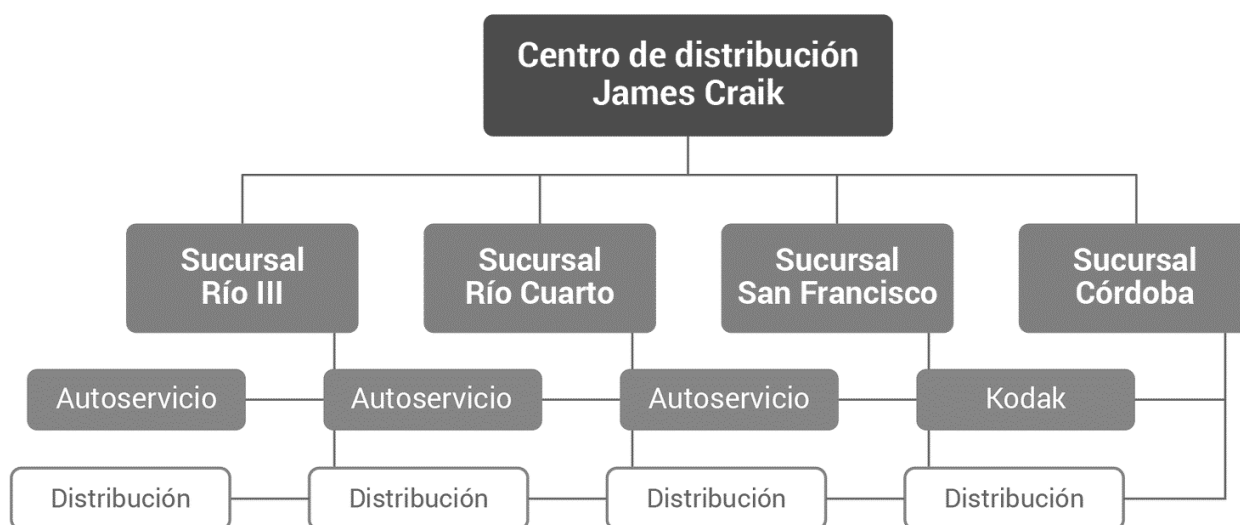 Centro de distribución
James Craik
Sucursal
Río III
Sucursal
Río Cuarto
Sucursal
San Francisco
Sucursal
Córdoba
Autoservicio
Autoservicio
Autoservicio
Kodak
Distribución
Distribución
Distribución
Distribución